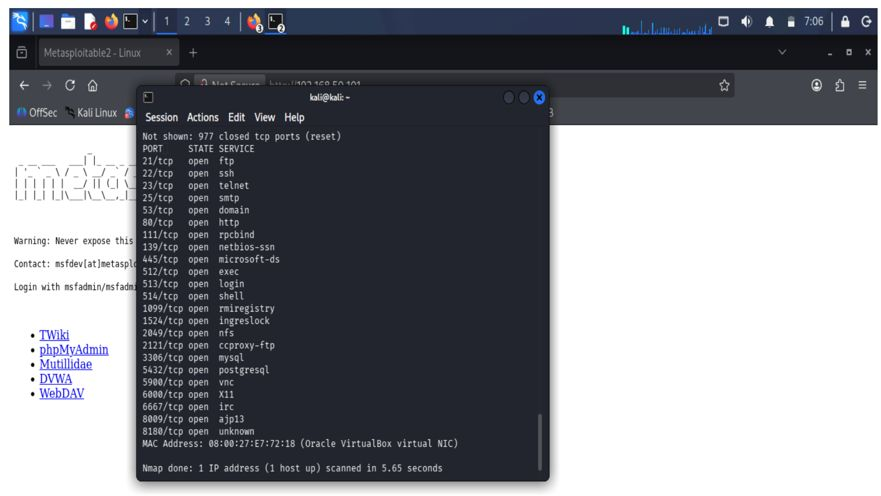 1 2 3 4
3
2
7:06
Metasploitable2 - Linux
Not Secure http://192.168.50.101
OffSec Kali Linux
kali@kali: ~
Session Actions Edit View Help
Warning: Never expose this
Contact: msfdev[at]metasplo
Login with msfadmin/msfadmi
TWiki
phpMyAdmin
Mutillidae
DVWA
WebDAV
Not shown: 977 closed tcp ports (reset)
PORT STATE SERVICE
21/tcp open ftp
22/tcp open ssh
23/tcp open telnet
25/tcp open smtp
53/tcp open domain
80/tcp open http
111/tcp open rpcbind
139/tcp open netbios-ssn
445/tcp open microsoft-ds
512/tcp open exec
513/tcp open login
514/tcp open shell
1099/tcp open rmiregistry
1524/tcp open ingreslock
2049/tcp open nfs
2121/tcp open ccproxy-ftp
3306/tcp open mysql
5432/tcp open postgresql
5900/tcp open vnc
6000/tcp open X11
6667/tcp open irc
8009/tcp open ajp13
8180/tcp open unknown
MAC Address: 08:00:27:E7:72:18 (Oracle VirtualBox virtual NIC)
Nmap done: 1 IP address (1 host up) scanned in 5.65 seconds